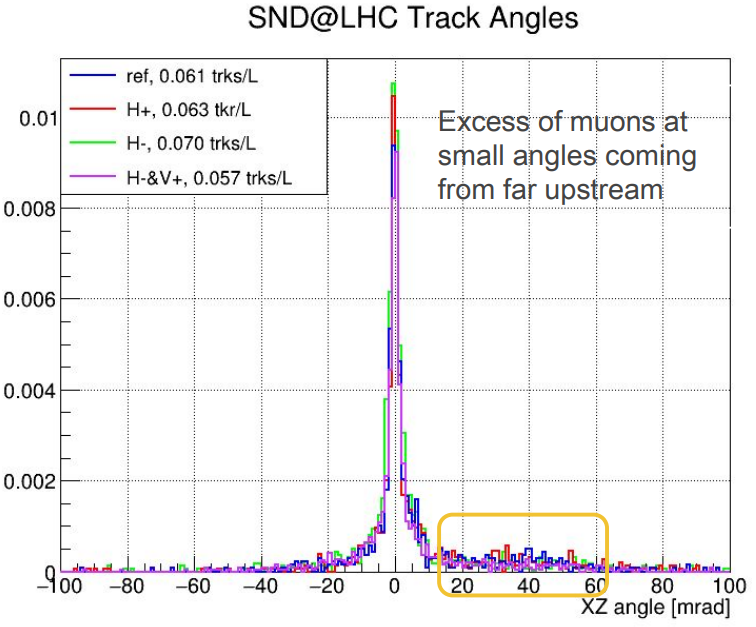 SND@LHC Track Angles
ref, 0.061 trks/L
H+, 0.063 tkr/L
H-, 0.070 trks/L
H-&V+, 0.057 trks/L
Excess of muons at
small angles coming
from far upstream
0.01
0.008
0.006
0.004
0.002
0
−100 −80 −60 −40 −20 0 20 40 60 80 100
XZ angle [mrad]